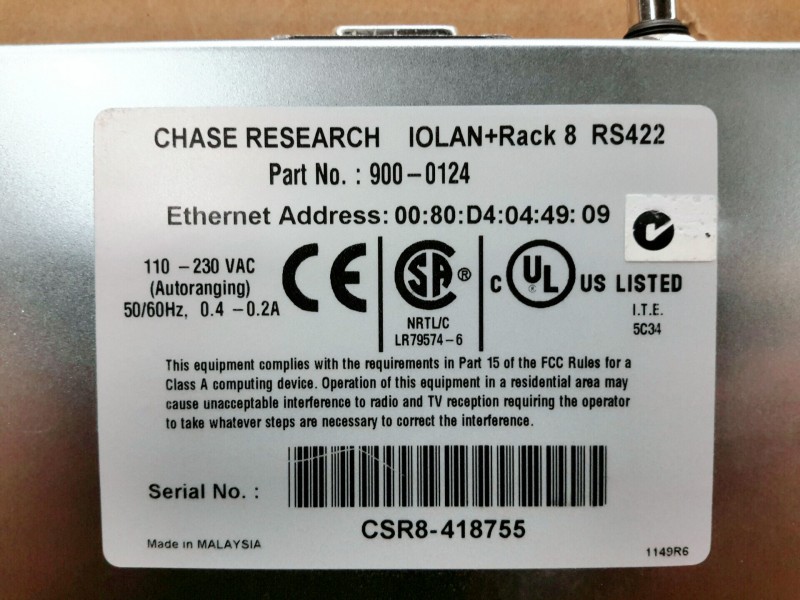 CHASE RESEARCH IOLAN+Rack 8 RS422
Part No. : 900-0124
Ethernet Address: 00:80:D4:04:49: 09
110 - 230 VAC
(Autoranging)
50/60Hz, 0.4 - 0.2A
CE
SA ®
NRTL/C
LR79574-6
C UL ® US LISTED
I.T.E.
5C34
This equipment complies with the requirements in Part 15 of the FCC Rules for a
Class A computing device. Operation of this equipment in a residential area may
cause unacceptable interference to radio and TV reception requiring the operator
to take whatever steps are necessary to correct the interference.
Serial No. :
CSR8-418755
Made in MALAYSIA
1149R6